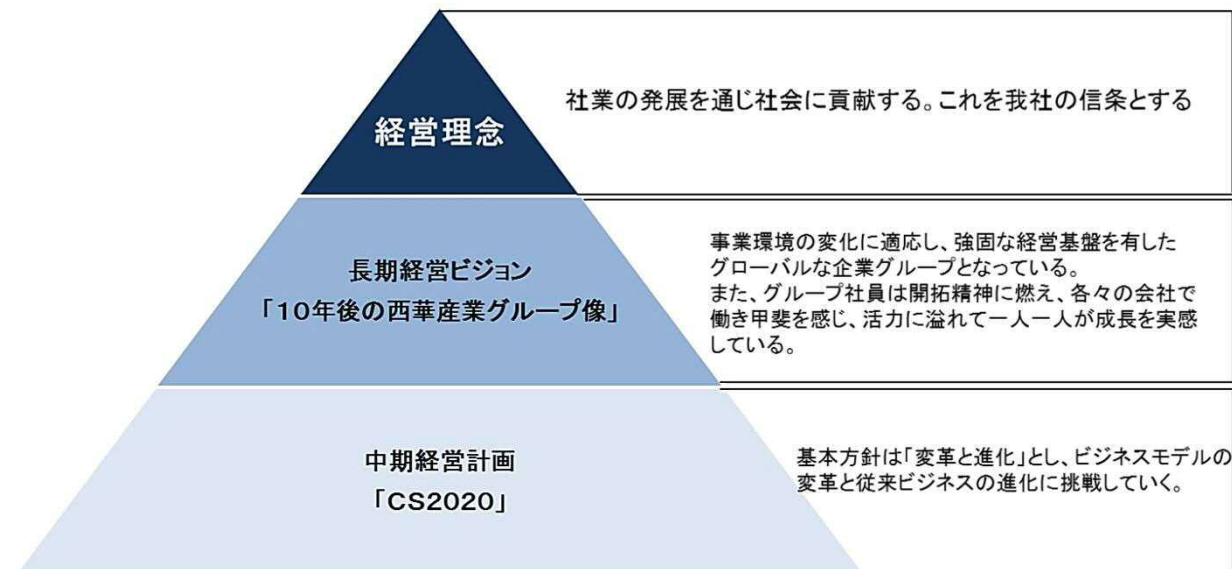 経営理念
社業の発展を通じ社会に貢献する。これを我社の信条とする
長期経営ビジョン
「10年後の西華産業グループ像」
事業環境の変化に適応し、強固な経営基盤を有した
グローバルな企業グループとなっている。
また、グループ社員は開拓精神に燃え、各々の会社で
働き甲斐を感じ、活力に溢れて一人一人が成長を実感
している。
中期経営計画
「CS2020」
基本方針は「変革と進化」とし、ビジネスモデルの
変革と従来ビジネスの進化に挑戦していく。